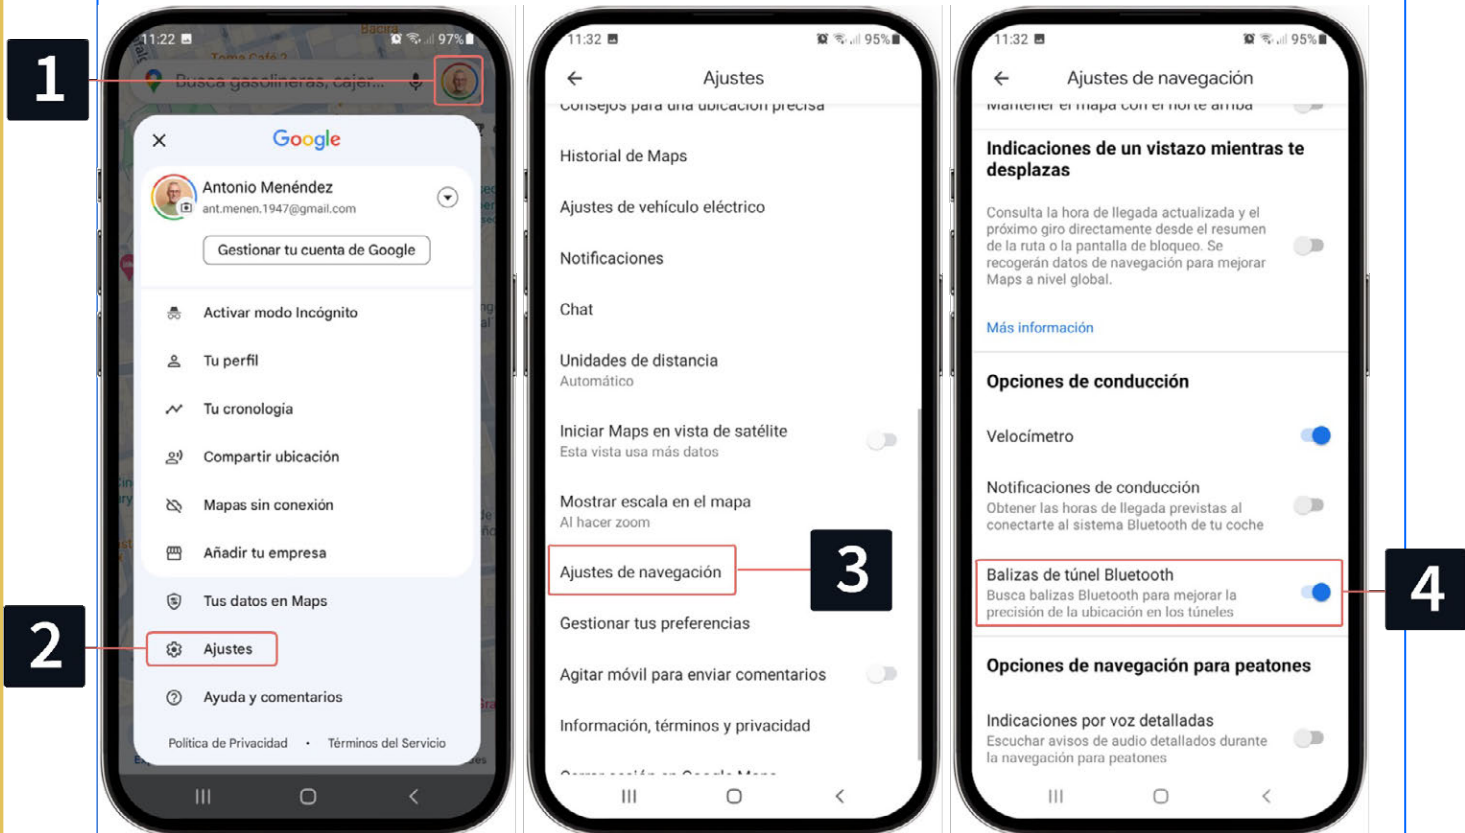 1
2
3
4
11:22
97%
Bacira
Toma Café 2
Busca gasolineras, cajer...
Google
Antonio Menéndez
ant.menen.1947@gmail.com
Gestionar tu cuenta de Google
Activar modo Incógnito
Tu perfil
Tu cronología
Compartir ubicación
Mapas sin conexión
Añadir tu empresa
Tus datos en Maps
Ajustes
Ayuda y comentarios
Política de Privacidad · Términos del Servicio
11:32
95%
Ajustes
Consejos para una ubicación precisa
Historial de Maps
Ajustes de vehículo eléctrico
Notificaciones
Chat
Unidades de distancia
Automático
Iniciar Maps en vista de satélite
Esta vista usa más datos
Mostrar escala en el mapa
Al hacer zoom
Ajustes de navegación
Gestionar tus preferencias
Agitar móvil para enviar comentarios
Información, términos y privacidad
Cerrar sesión en Google Maps
11:32
95%
Ajustes de navegación
Mantener el mapa con el norte arriba
Indicaciones de un vistazo mientras te
desplazas
Consulta la hora de llegada actualizada y el
próximo giro directamente desde el resumen
de la ruta o la pantalla de bloqueo. Se
recogerán datos de navegación para mejorar
Maps a nivel global.
Más información
Opciones de conducción
Velocímetro
Notificaciones de conducción
Obtener las horas de llegada previstas al
conectarte al sistema Bluetooth de tu coche
Balizas de túnel Bluetooth
Busca balizas Bluetooth para mejorar la
precisión de la ubicación en los túneles
Opciones de navegación para peatones
Indicaciones por voz detalladas
Escuchar avisos de audio detallados durante
la navegación para peatones